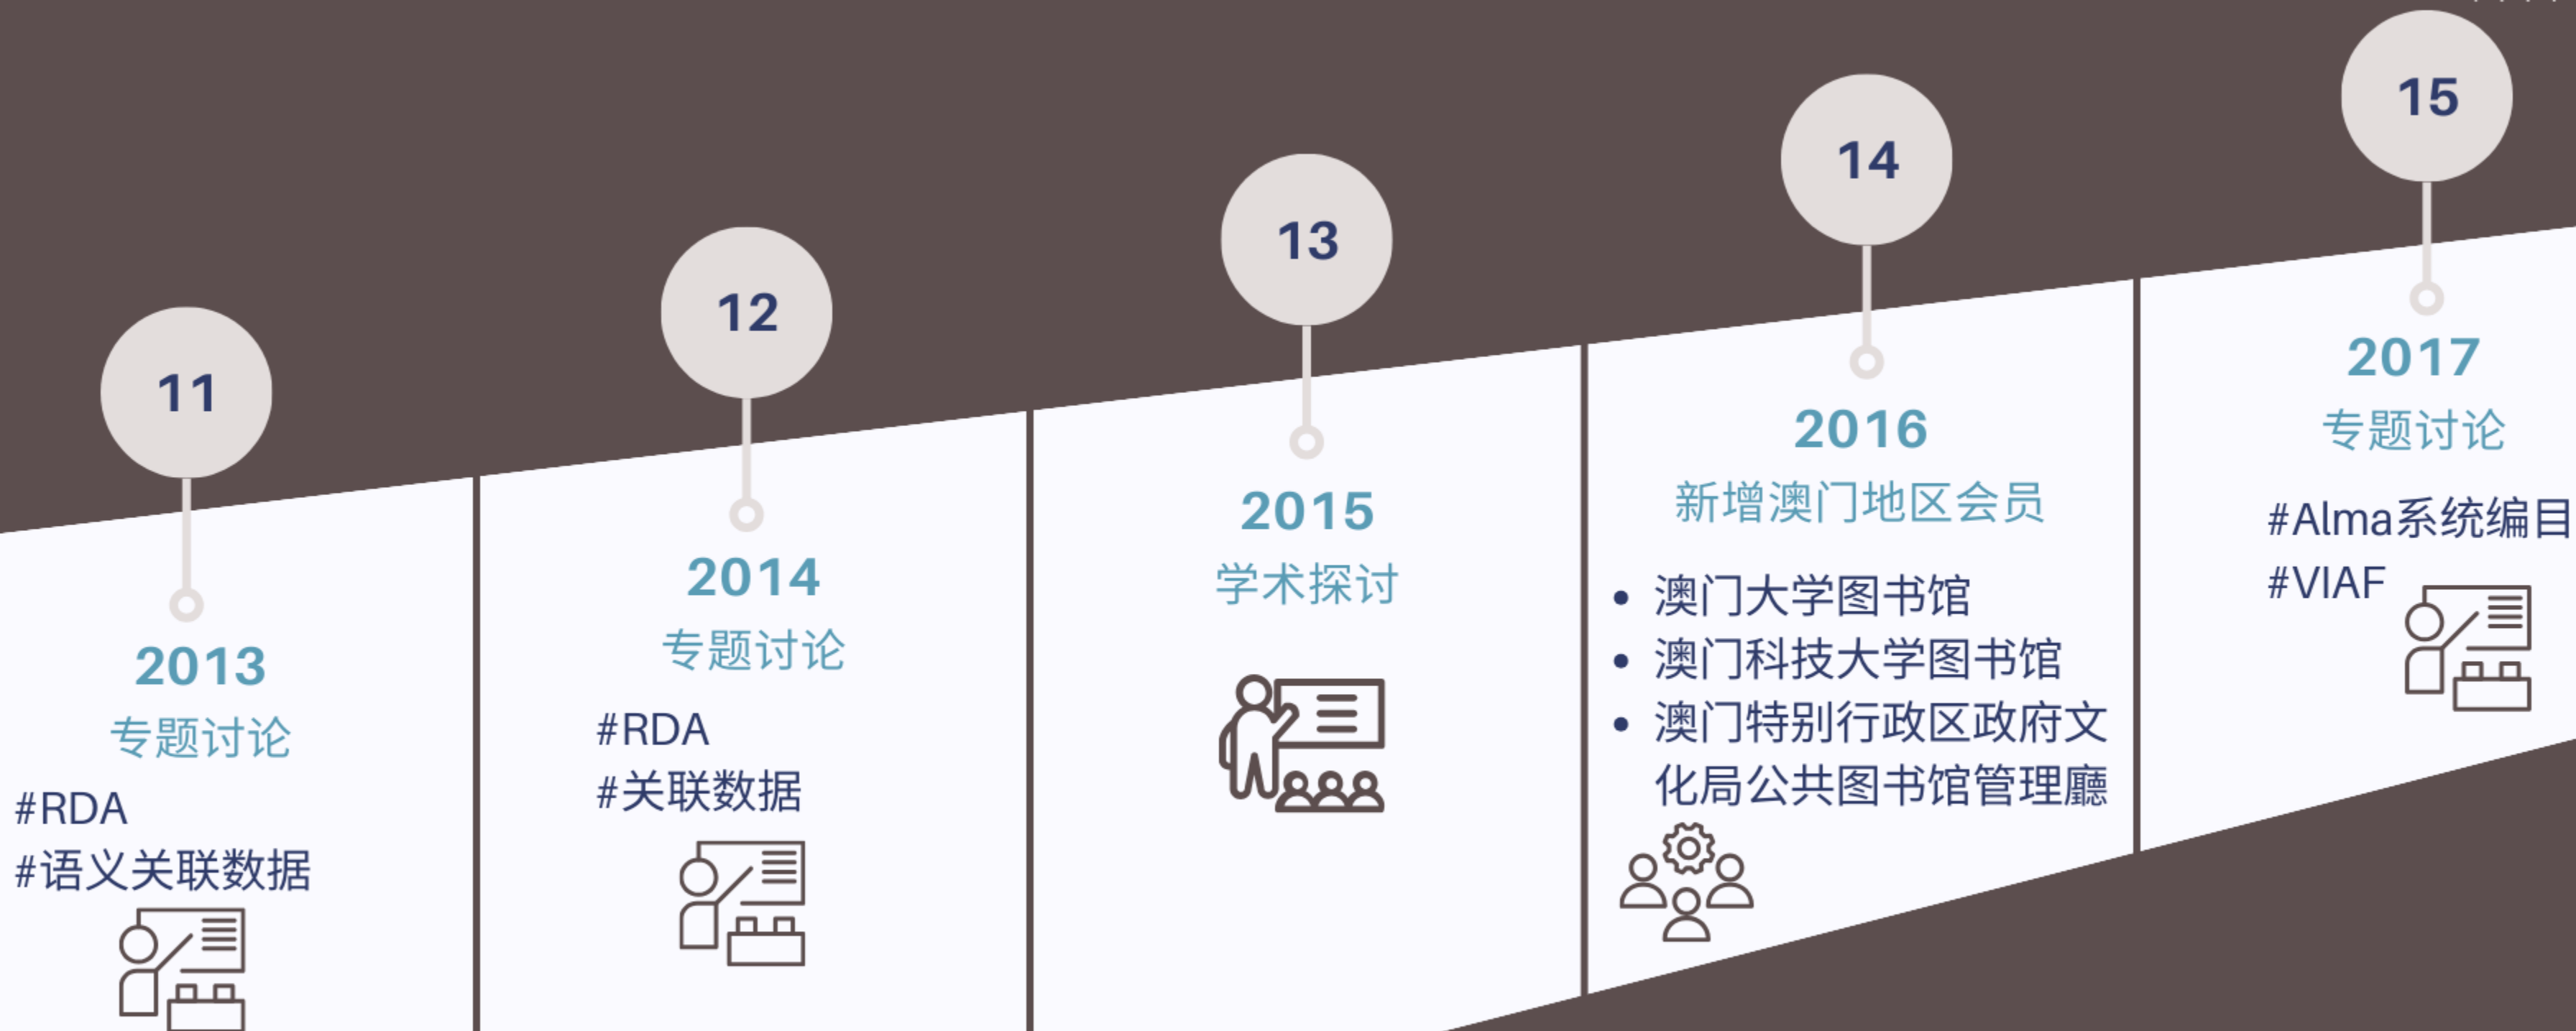 11
2013
专题讨论
#RDA
#语义关联数据
12
2014
专题讨论
#RDA
#关联数据
13
2015
学术探讨
14
2016
新增澳门地区会员
• 澳门大学图书馆
• 澳门科技大学图书馆
• 澳门特别行政区政府文
化局公共图书馆管理廳
15
2017
专题讨论
#Alma系统编目
#VIAF